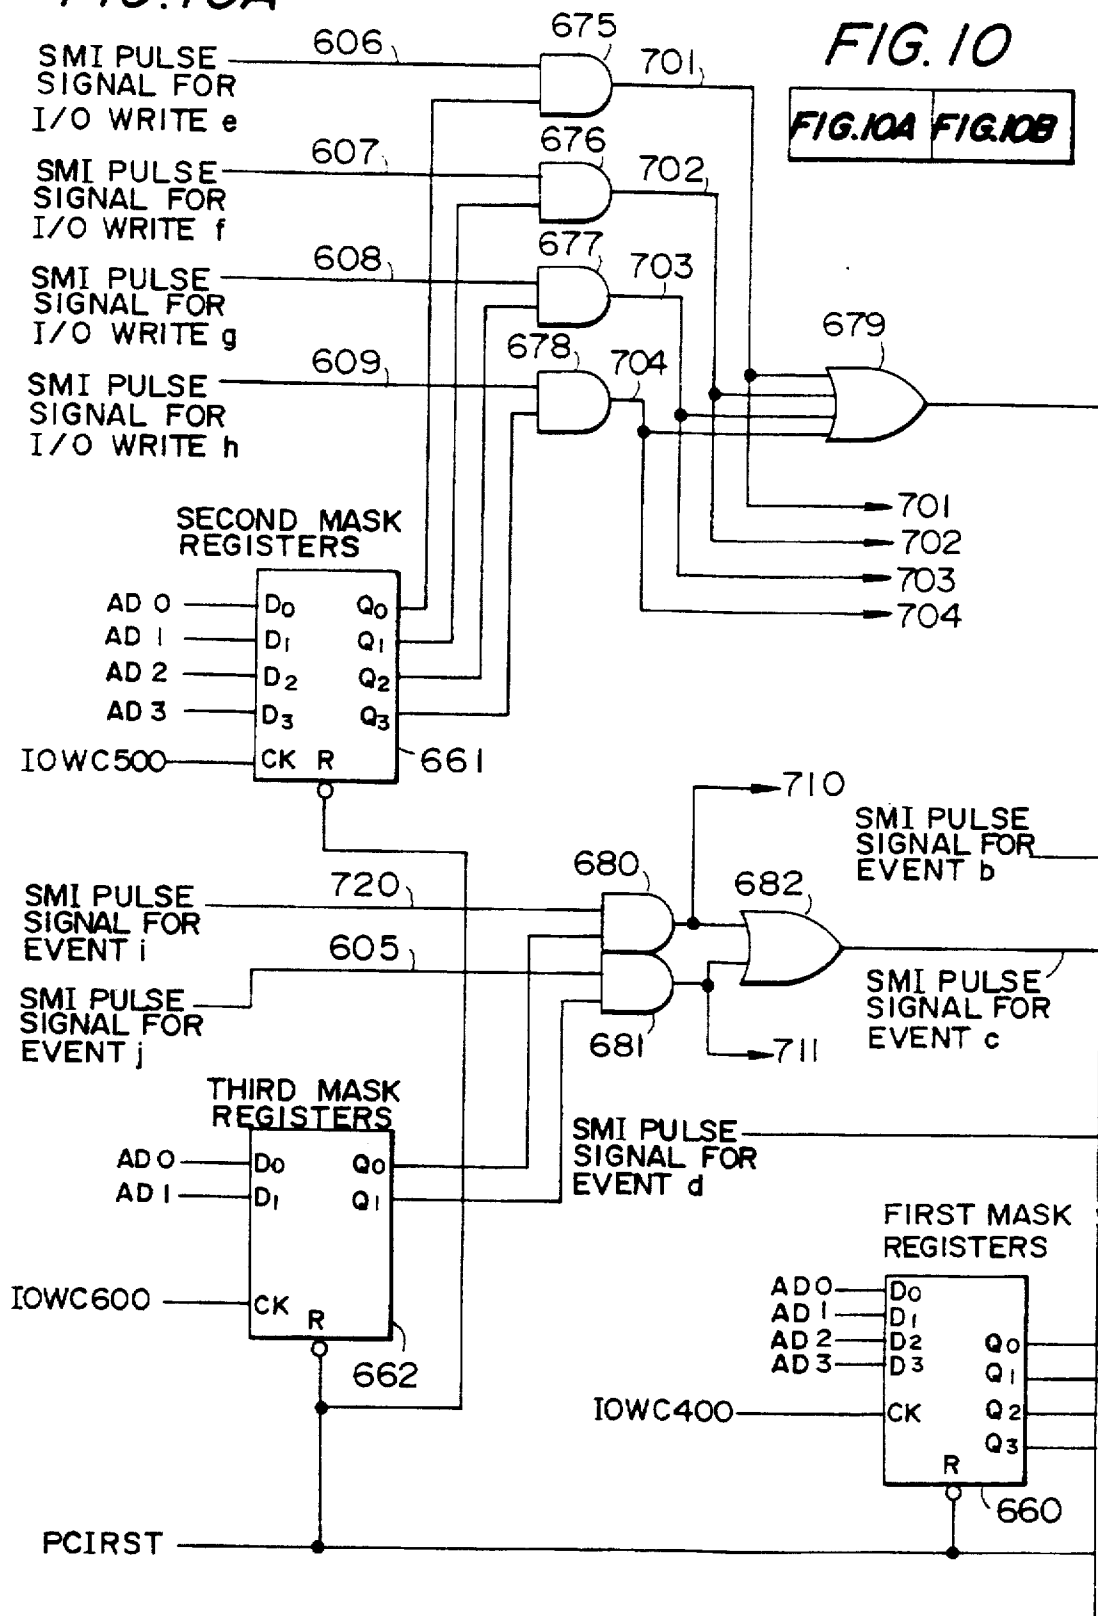 FIG. 10A
FIG. 10
FIG.10A FIG.10B
SMI PULSE
SIGNAL FOR
I/O WRITE e
606
675
701
SMI PULSE
SIGNAL FOR
I/O WRITE f
607
676
702
SMI PULSE
SIGNAL FOR
I/O WRITE g
608
677
703
SMI PULSE
SIGNAL FOR
I/O WRITE h
609
678
704
679
701
702
703
704
SECOND MASK
REGISTERS
AD 0 D0 Q0
AD 1 D1 Q1
AD 2 D2 Q2
AD 3 D3 Q3
IOWC500 CK R 661
710
SMI PULSE
SIGNAL FOR
EVENT b
SMI PULSE
SIGNAL FOR
EVENT i
720
680
682
SMI PULSE
SIGNAL FOR
EVENT j
605
681
711
SMI PULSE
SIGNAL FOR
EVENT c
THIRD MASK
REGISTERS
AD 0 D0 Q0
AD 1 D1 Q1
IOWC600 CK
R
662
SMI PULSE
SIGNAL FOR
EVENT d
FIRST MASK
REGISTERS
AD 0 D0
AD 1 D1
AD 2 D2 Q0
AD 3 D3 Q1
IOWC400 CK Q2
Q3
R
660
PCIRST